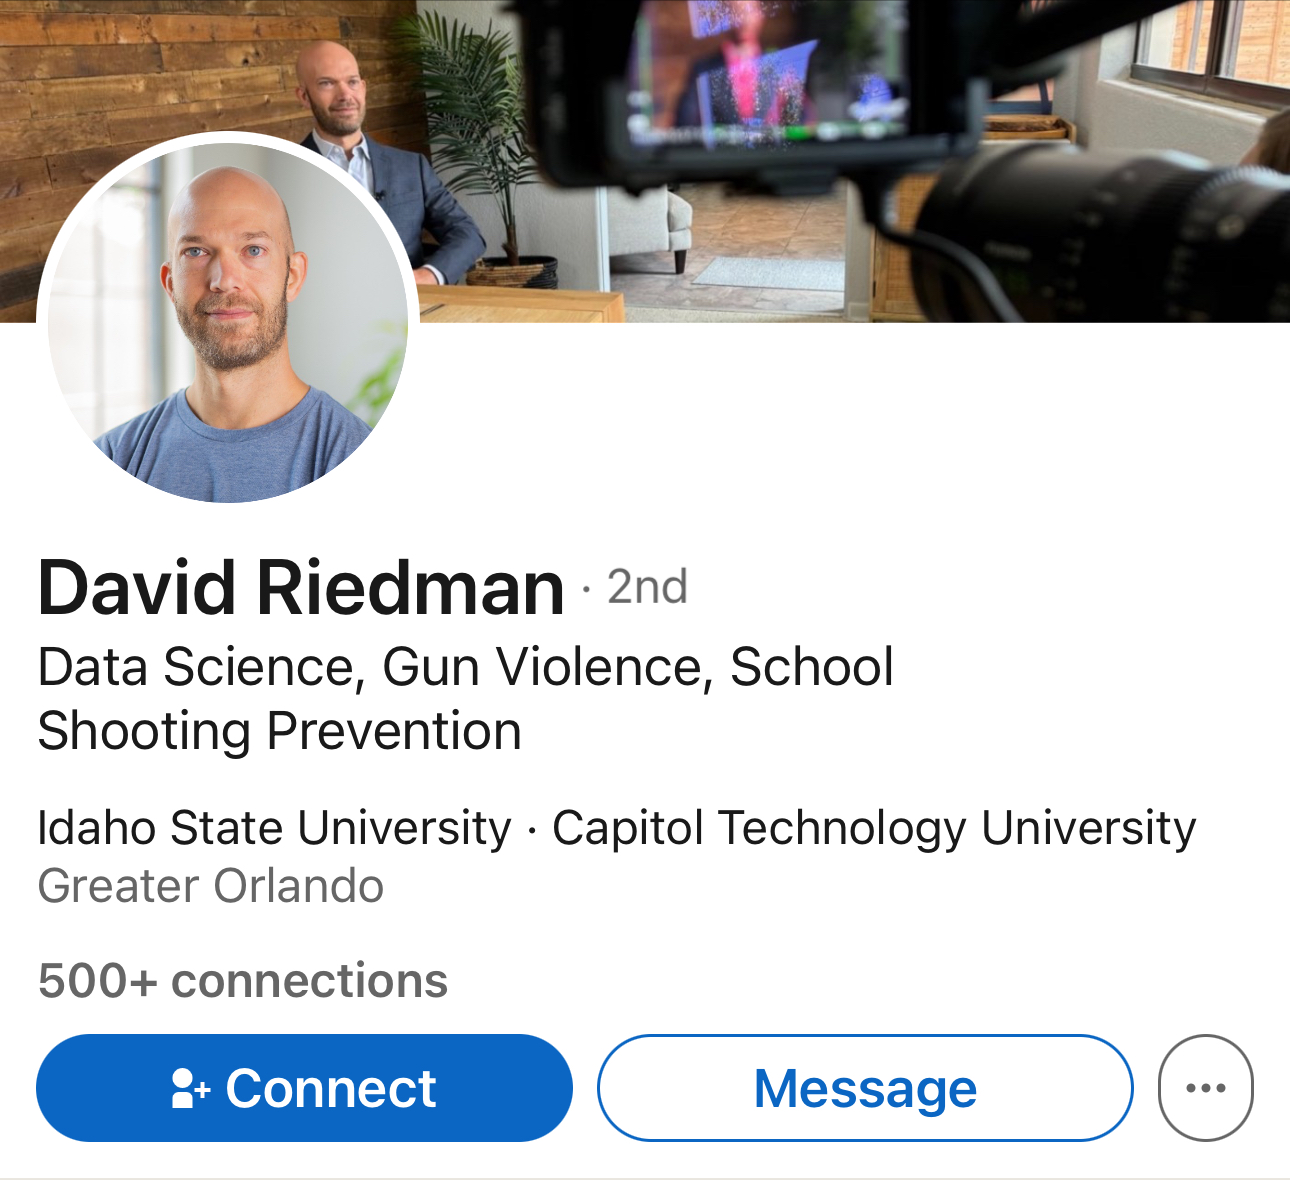 David Riedman · 2nd
Data Science, Gun Violence, School
Shooting Prevention
Idaho State University · Capitol Technology University
Greater Orlando
500+ connections
Connect
Message